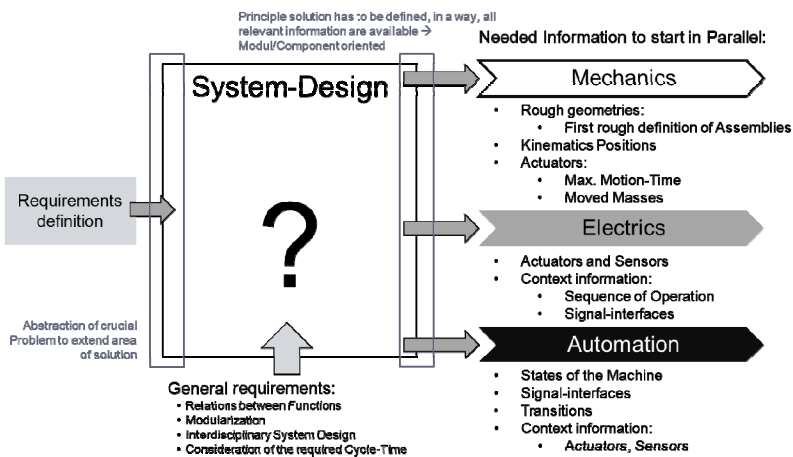 Principle solution has to be defined, in a way, all
relevant information are available →
Modul/Component oriented
Needed Information to start in Parallel:
System-Design
?
Requirements
definition
Abstraction of crucial
Problem to extend area
of solution
General requirements:
• Relations between Functions
• Modularization
• Interdisciplinary System Design
• Consideration of the required Cycle-Time
Mechanics
• Rough geometries:
• First rough definition of Assemblies
• Kinematics Positions
• Actuators:
• Max. Motion-Time
• Moved Masses
Electrics
• Actuators and Sensors
• Context information:
• Sequence of Operation
• Signal-interfaces
Automation
• States of the Machine
• Signal-interfaces
• Transitions
• Context information:
• Actuators, Sensors